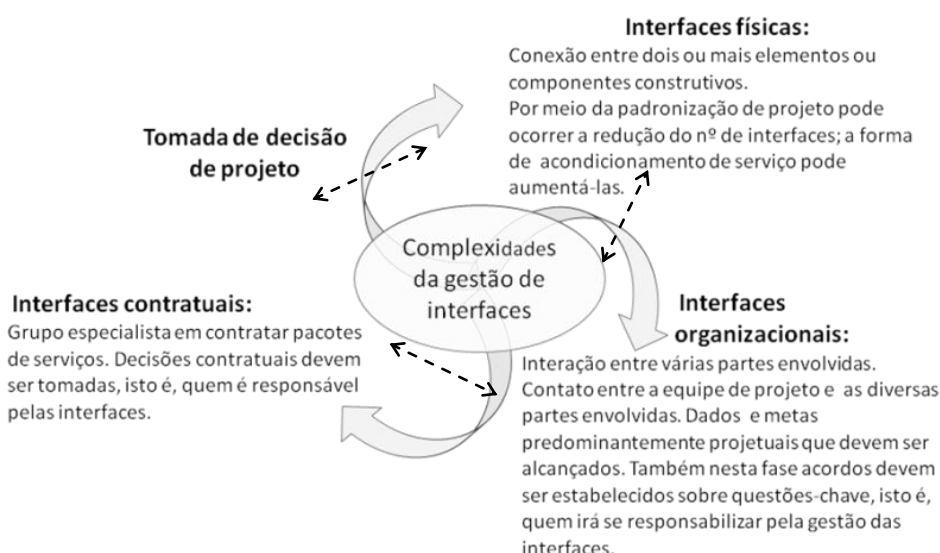 Interfaces físicas:
Conexão entre dois ou mais elementos ou
componentes construtivos.
Por meio da padronização de projeto pode
ocorrer a redução do nº de interfaces; a forma
de acondicionamento de serviço pode
aumentá-las.
Tomada de decisão
de projeto
Complexidades
da gestão de
interfaces
Interfaces contratuais:
Grupo especialista em contratar pacotes
de serviços. Decisões contratuais devem
ser tomadas, isto é, quem é responsável
pelas interfaces.
Interfaces
organizacionais:
Interação entre várias partes envolvidas.
Contato entre a equipe de projeto e as diversas
partes envolvidas. Dados e metas
predominantemente projetuais que devem ser
alcançados. Também nesta fase acordos devem
ser estabelecidos sobre questões-chave, isto é,
quem irá se responsabilizar pela gestão das
interfaces.